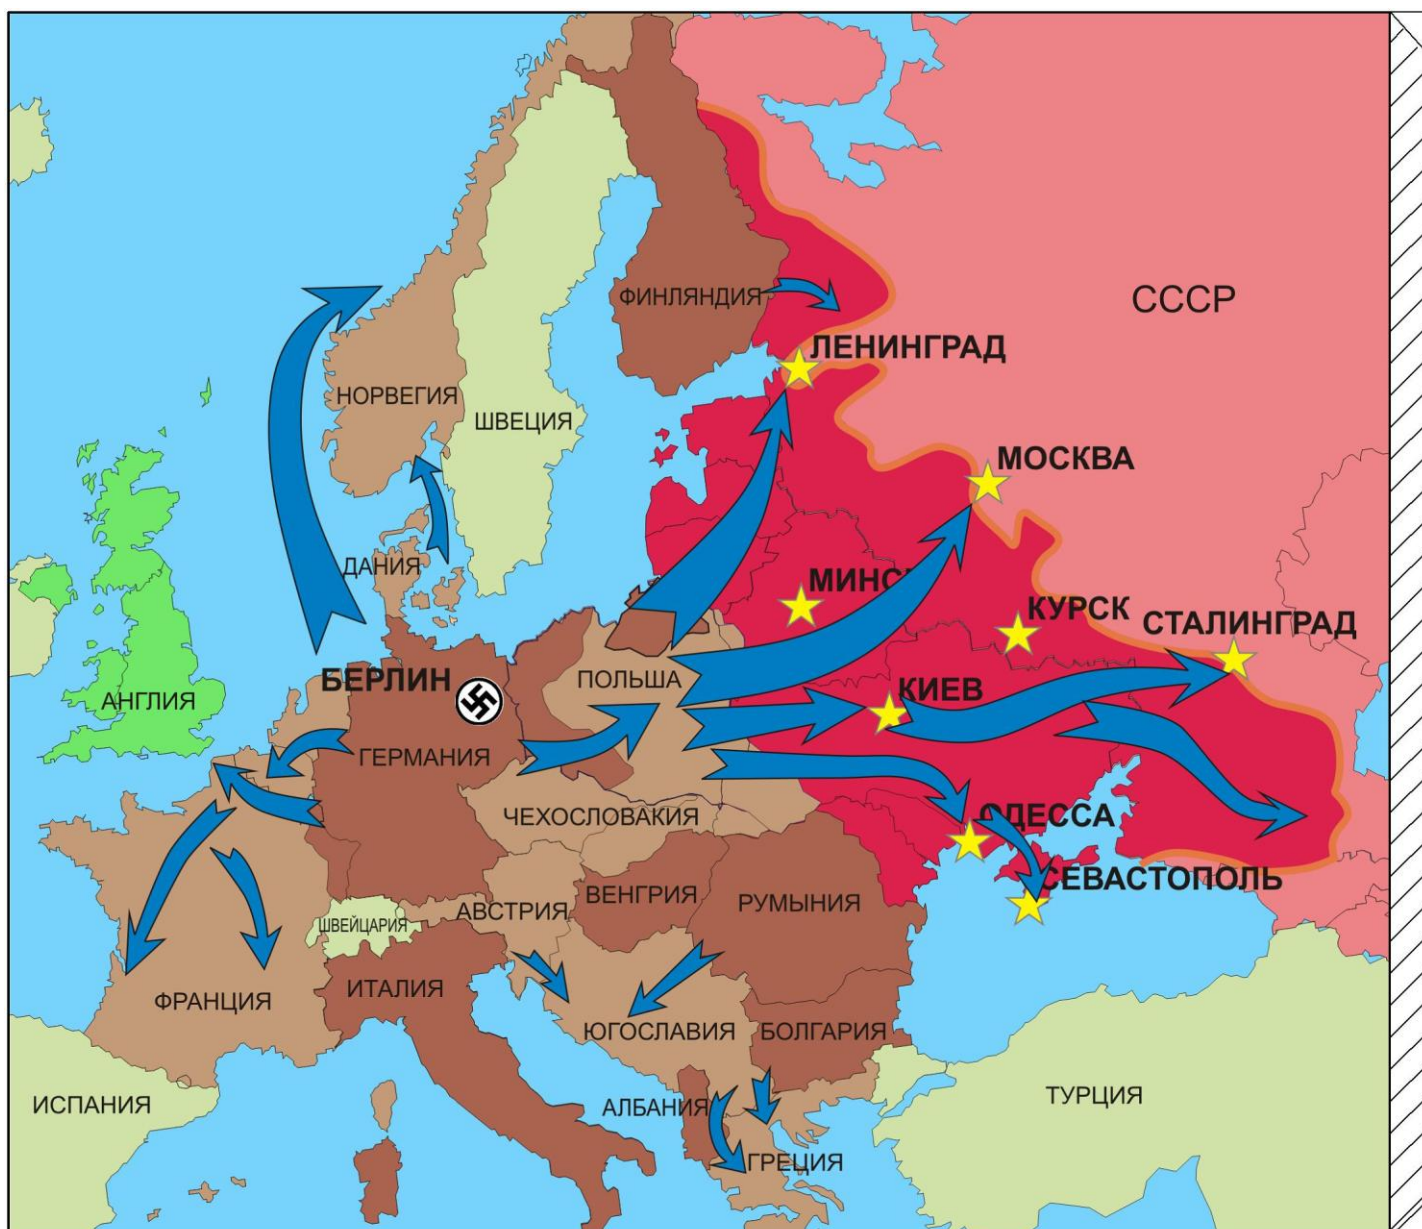 СССР
ФИНЛЯНДИЯ
ЛЕНИНГРАД
НОРВЕГИЯ
ШВЕЦИЯ
МОСКВА
ДАНИЯ
КУРСК
СТАЛИНГРАД
БЕРЛИН
ПОЛЬША
КИЕВ
АНГЛИЯ
ГЕРМАНИЯ
ЧЕХОСЛОВАКИЯ
ОДЕССА
СЕВАСТОПОЛЬ
ВЕНГРИЯ
РУМЫНИЯ
АВСТРИЯ
ШВЕЙЦАРИЯ
ИТАЛИЯ
ФРАНЦИЯ
ЮГОСЛАВИЯ
БОЛГАРИЯ
ИСПАНИЯ
АЛБАНИЯ
ТУРЦИЯ
ГРЕЦИЯ